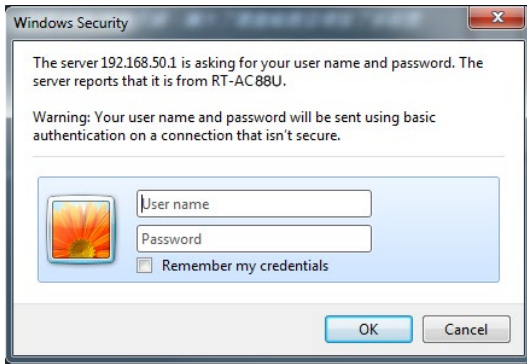 Windows Security
The server 192.168.50.1 is asking for your user name and password. The
server reports that it is from RT-AC88U.
Warning: Your user name and password will be sent using basic
authentication on a connection that isn't secure.
User name
Password
Remember my credentials
OK Cancel